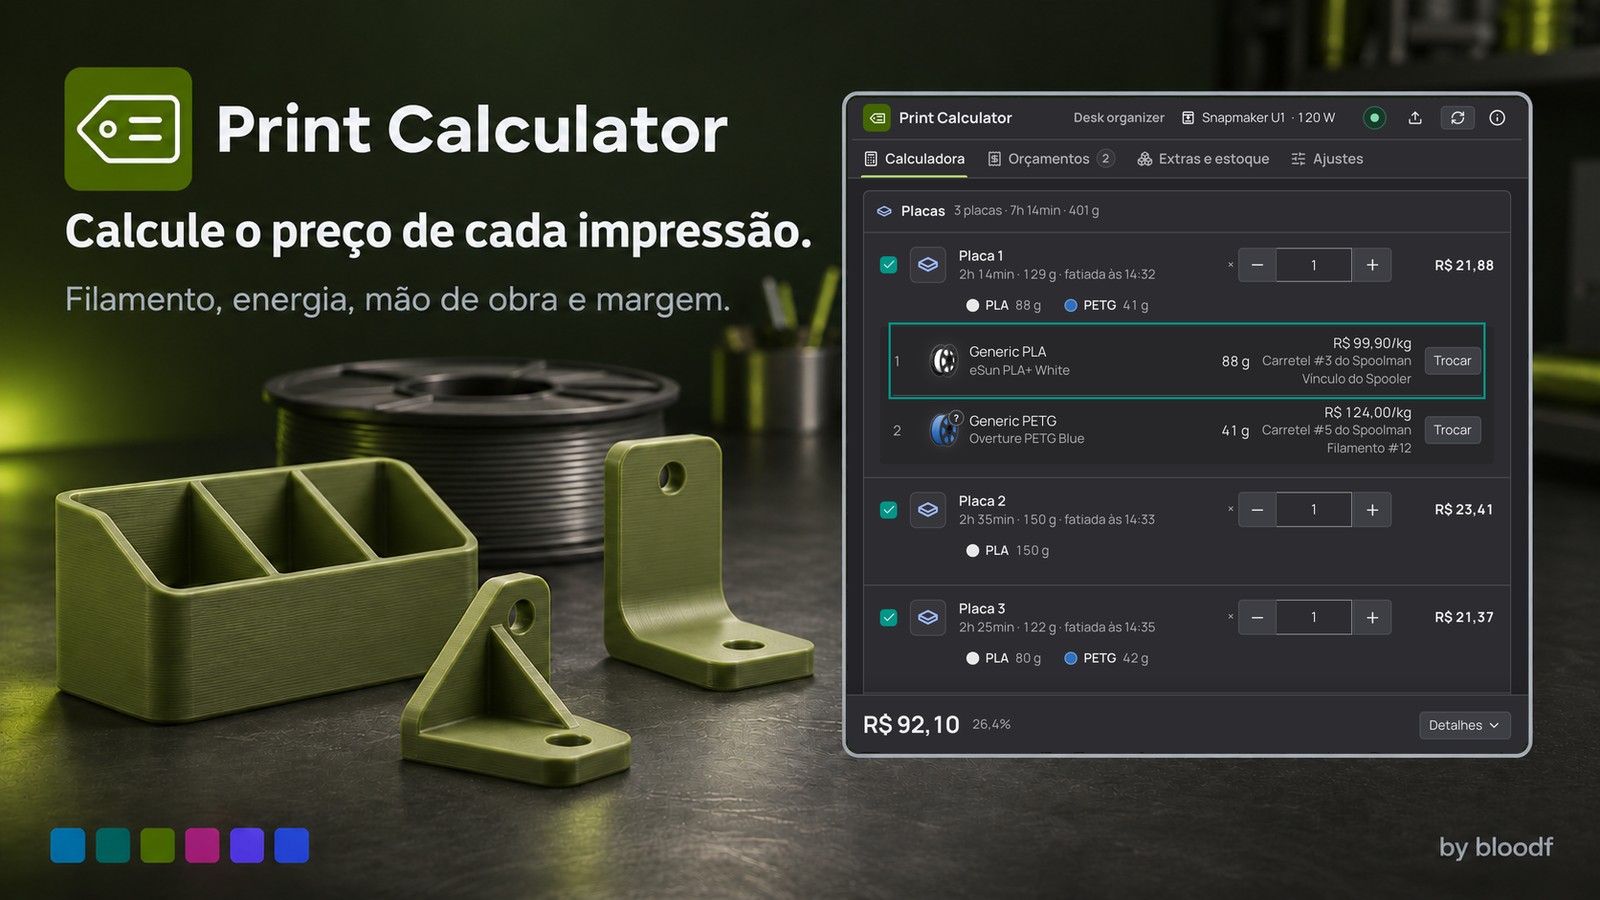 Print Calculator
Calcule o preço de cada impressão.
Filamento, energia, mão de obra e margem.
Print Calculator
Desk organizer
Snapmaker U1 · 120 W
Calculadora
Orçamentos 2
Extras e estoque
Ajustes
Placas 3 placas · 7h 14min · 401 g
Placa 1
2h 14min · 129 g · fatiada às 14:32
× − 1 +
R$ 21,88
PLA 88 g PETG 41 g
1
Generic PLA
eSun PLA+ White
88 g
R$ 99,90/kg
Carretel #3 do Spoolman
Vínculo do Spooler
Trocar
2
?
Generic PETG
Overture PETG Blue
41 g
R$ 124,00/kg
Carretel #5 do Spoolman
Filamento #12
Trocar
Placa 2
2h 35min · 150 g · fatiada às 14:33
× − 1 +
R$ 23,41
PLA 150 g
Placa 3
2h 25min · 122 g · fatiada às 14:35
× − 1 +
R$ 21,37
PLA 80 g PETG 42 g
R$ 92,10 26,4%
Detalhes
by bloodf